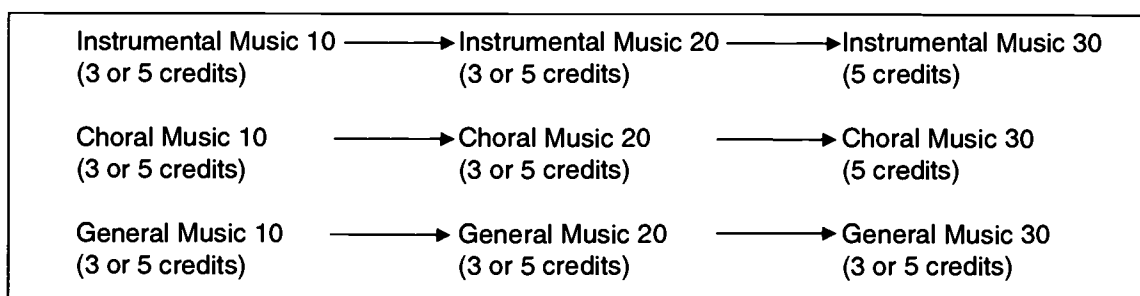 Instrumental Music 10 Instrumental Music 20 Instrumental Music 30
(3 or 5 credits) (3 or 5 credits) (5 credits)
Choral Music 10 Choral Music 20 Choral Music 30
(3 or 5 credits) (3 or 5 credits) (5 credits)
General Music 10 General Music 20 General Music 30
(3 or 5 credits) (3 or 5 credits) (3 or 5 credits)